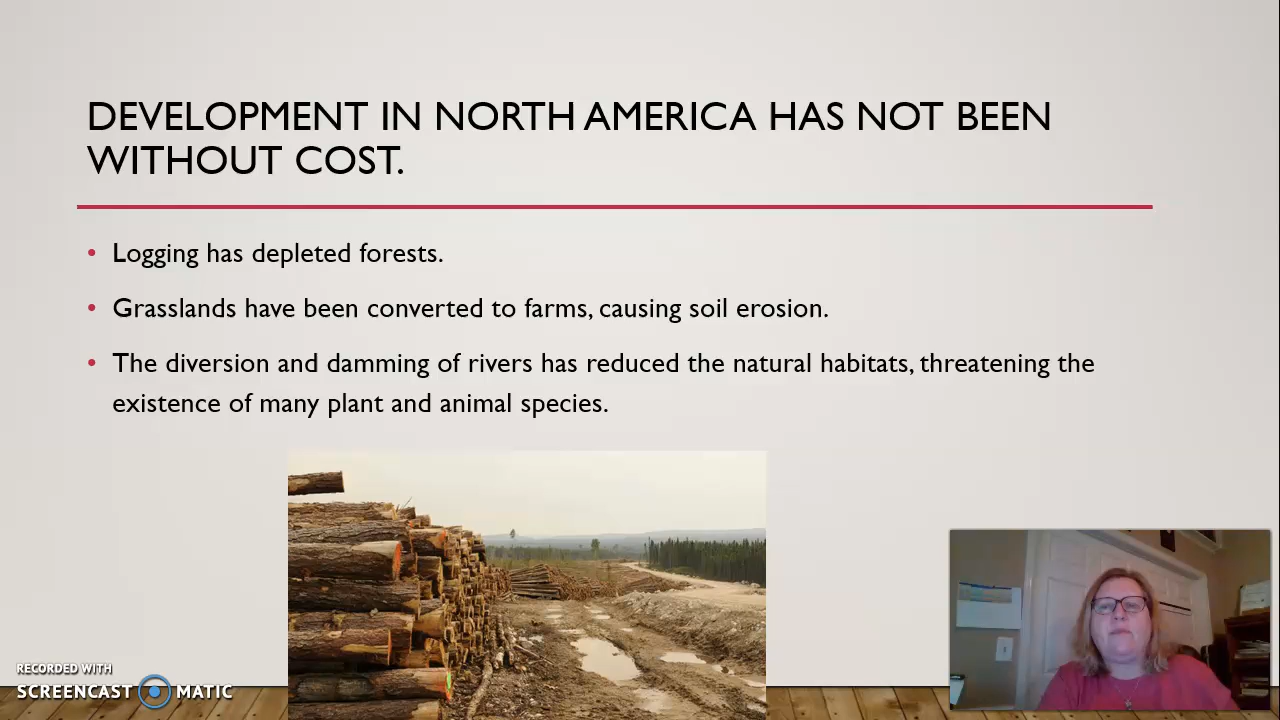 DEVELOPMENT IN NORTH AMERICA HAS NOT BEEN
WITHOUT COST.
• Logging has depleted forests.
• Grasslands have been converted to farms, causing soil erosion.
• The diversion and damming of rivers has reduced the natural habitats, threatening the
existence of many plant and animal species.
RECORDED WITH
SCREENCAST MATIC